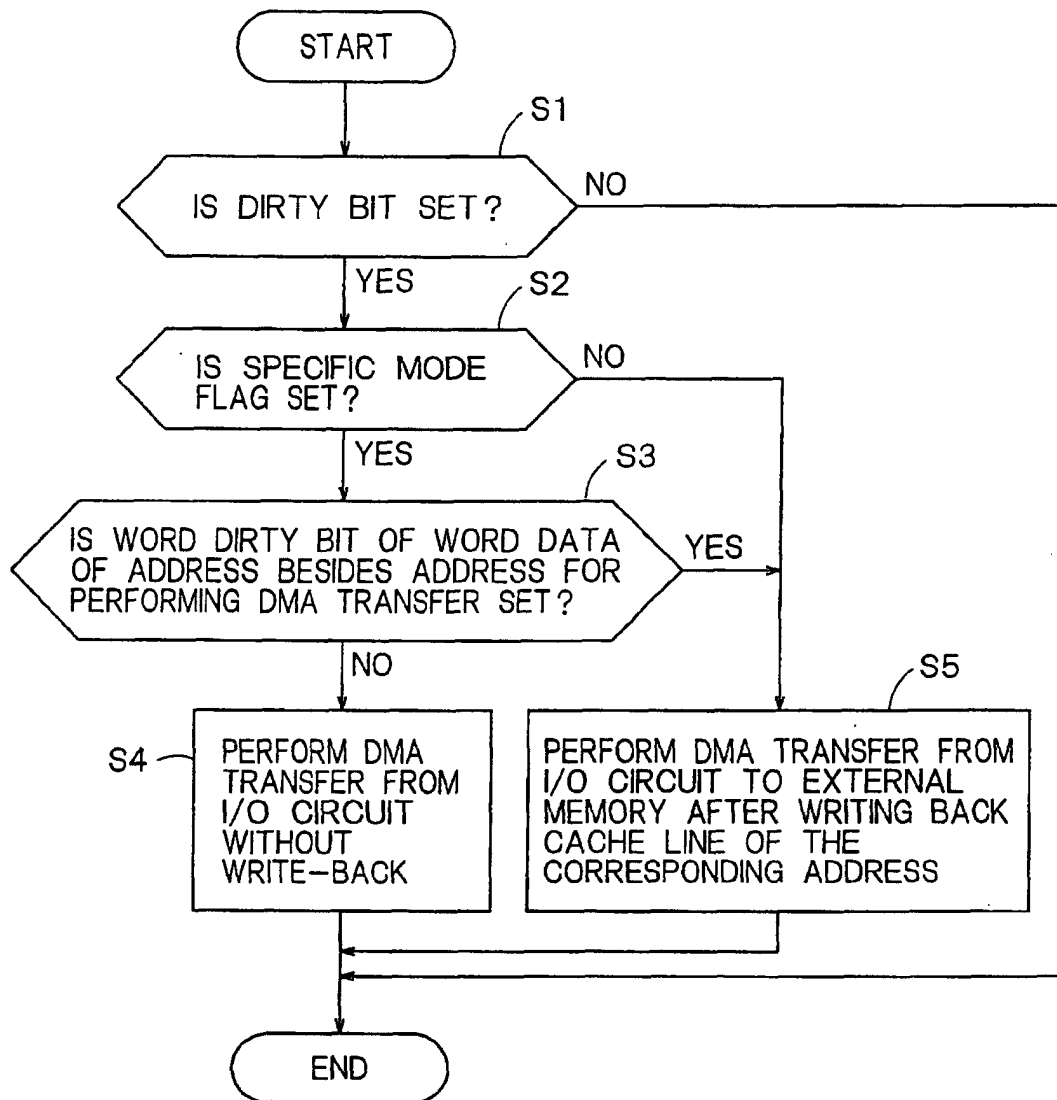 START
S1
IS DIRTY BIT SET?
NO
YES
S2
IS SPECIFIC MODE
FLAG SET?
NO
YES
S3
IS WORD DIRTY BIT OF WORD DATA
OF ADDRESS BESIDES ADDRESS FOR
PERFORMING DMA TRANSFER SET?
YES
NO
S4
PERFORM DMA
TRANSFER FROM
I/O CIRCUIT
WITHOUT
WRITE-BACK
S5
PERFORM DMA TRANSFER FROM
I/O CIRCUIT TO EXTERNAL
MEMORY AFTER WRITING BACK
CACHE LINE OF THE
CORRESPONDING ADDRESS
END